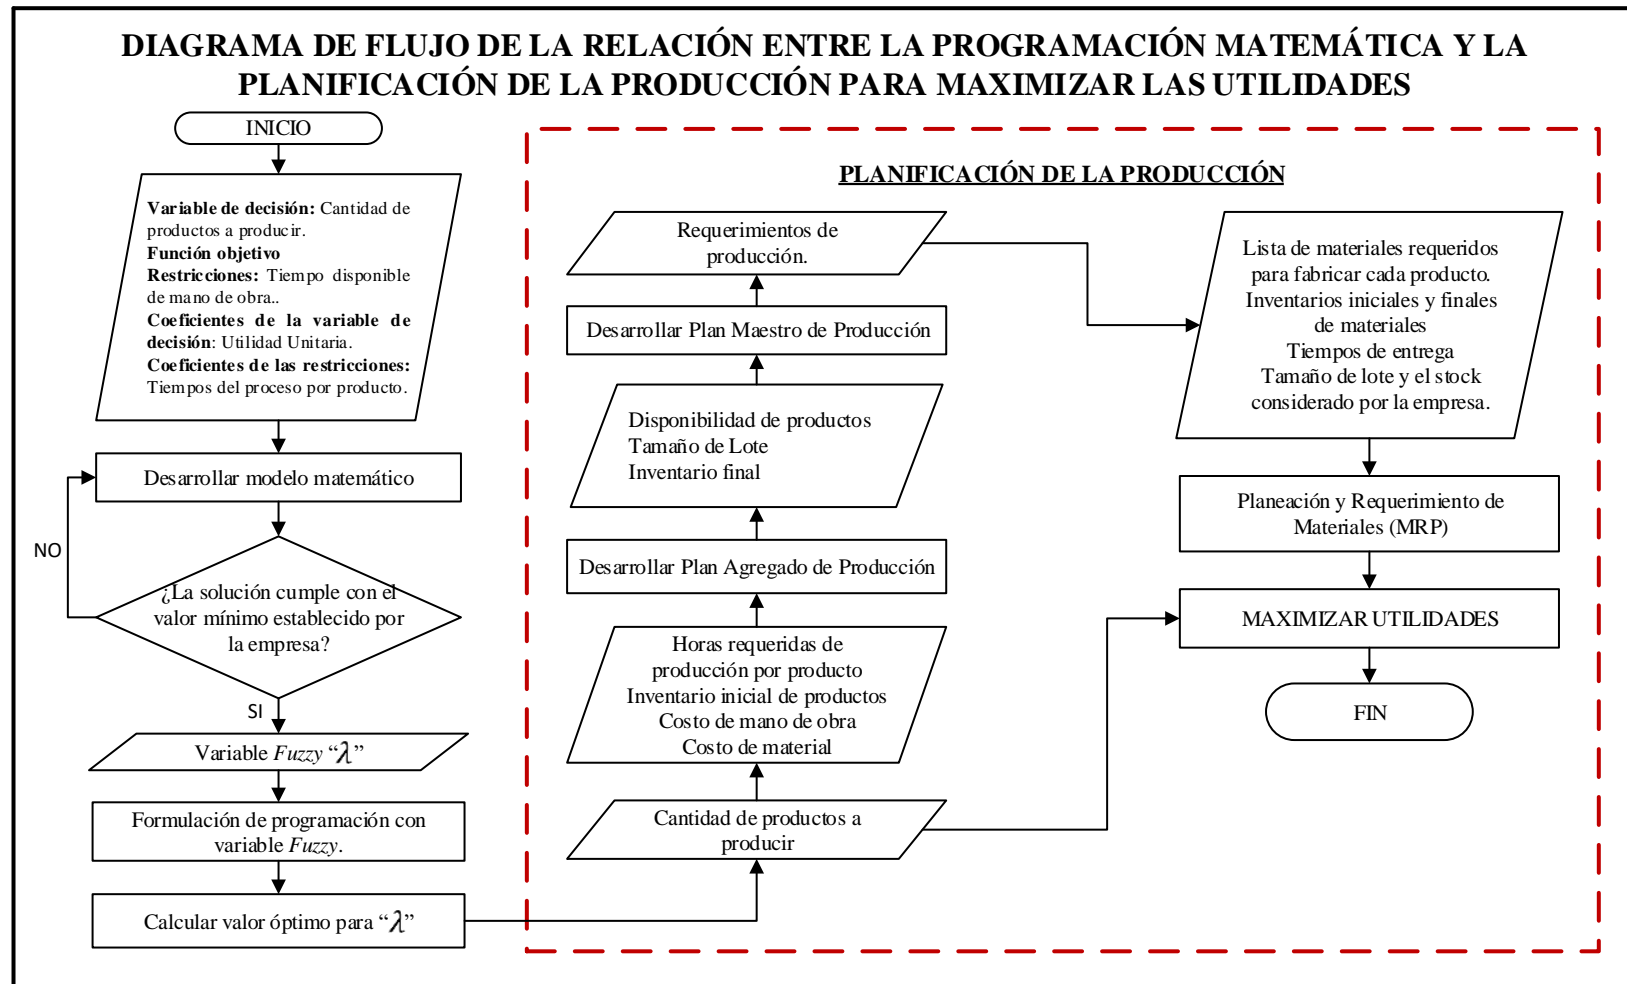 DIAGRAMA DE FLUJO DE LA RELACIÓN ENTRE LA PROGRAMACIÓN MATEMÁTICA Y LA
PLANIFICACIÓN DE LA PRODUCCIÓN PARA MAXIMIZAR LAS UTILIDADES
INICIO
Variable de decisión: Cantidad de
productos a producir.
Función objetivo
Restricciones: Tiempo disponible
de mano de obra..
Coeficientes de la variable de
decisión: Utilidad Unitaria.
Coeficientes de las restricciones:
Tiempos del proceso por producto.
Desarrollar modelo matemático
NO
¿La solución cumple con el
valor mínimo establecido por
la empresa?
SI
Variable Fuzzy “λ”
Formulación de programación con
variable Fuzzy.
Calcular valor óptimo para “λ”
PLANIFICACIÓN DE LA PRODUCCIÓN
Requerimientos de
producción.
Desarrollar Plan Maestro de Producción
Disponibilidad de productos
Tamaño de Lote
Inventario final
Desarrollar Plan Agregado de Producción
Horas requeridas de
producción por producto
Inventario inicial de productos
Costo de mano de obra
Costo de material
Cantidad de productos a
producir
Lista de materiales requeridos
para fabricar cada producto.
Inventarios iniciales y finales
de materiales
Tiempos de entrega
Tamaño de lote y el stock
considerado por la empresa.
Planeación y Requerimiento de
Materiales (MRP)
MAXIMIZAR UTILIDADES
FIN